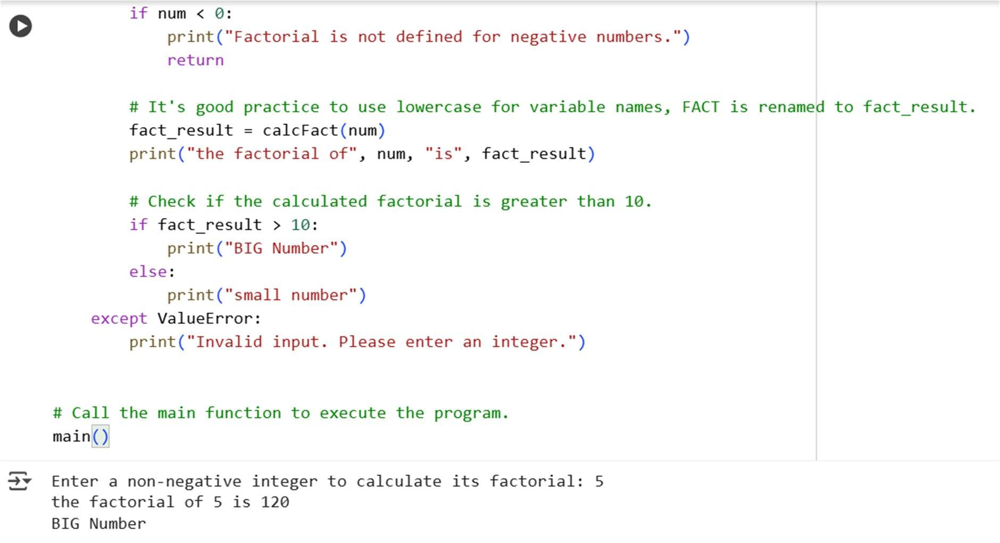 if num < 0:
print("Factorial is not defined for negative numbers.")
return
# It's good practice to use lowercase for variable names, FACT is renamed to fact_result.
fact_result = calcFact(num)
print("the factorial of", num, "is", fact_result)
# Check if the calculated factorial is greater than 10.
if fact_result > 10:
print("BIG Number")
else:
print("small number")
except ValueError:
print("Invalid input. Please enter an integer.")
# Call the main function to execute the program.
main()
Enter a non-negative integer to calculate its factorial: 5
the factorial of 5 is 120
BIG Number